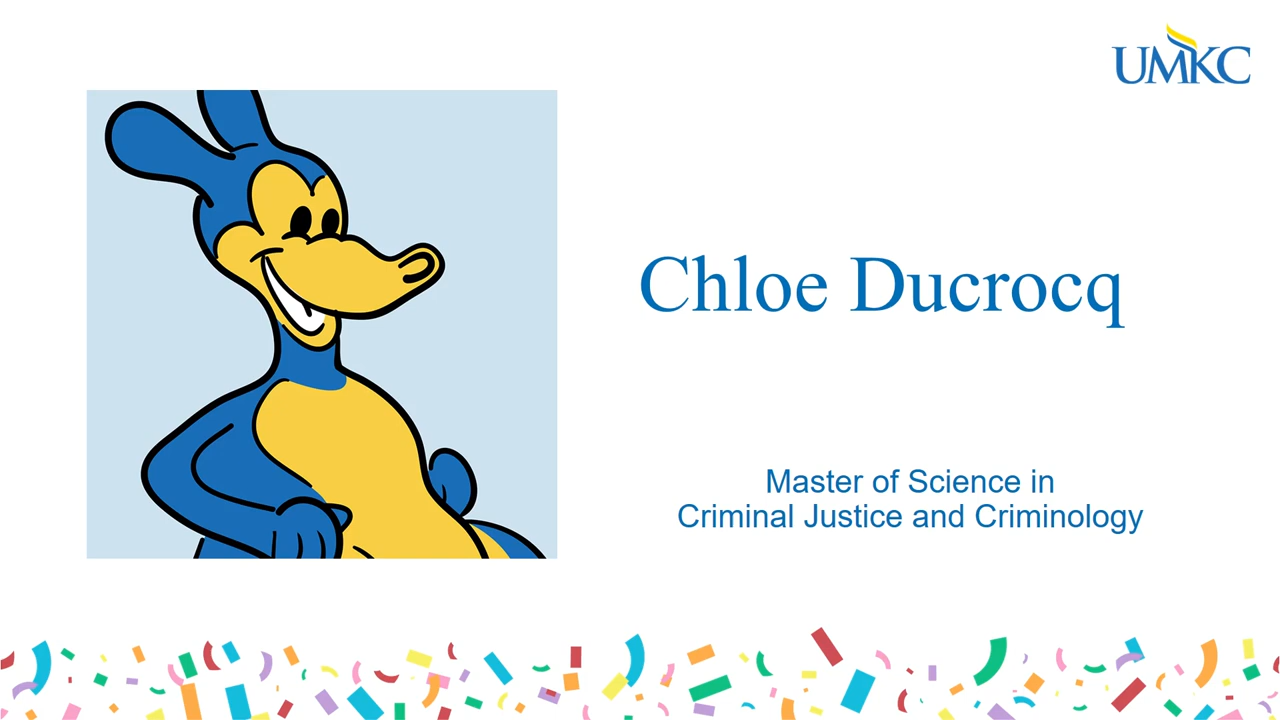 UMKC
Chloe Ducrocq
Master of Science in
Criminal Justice and Criminology